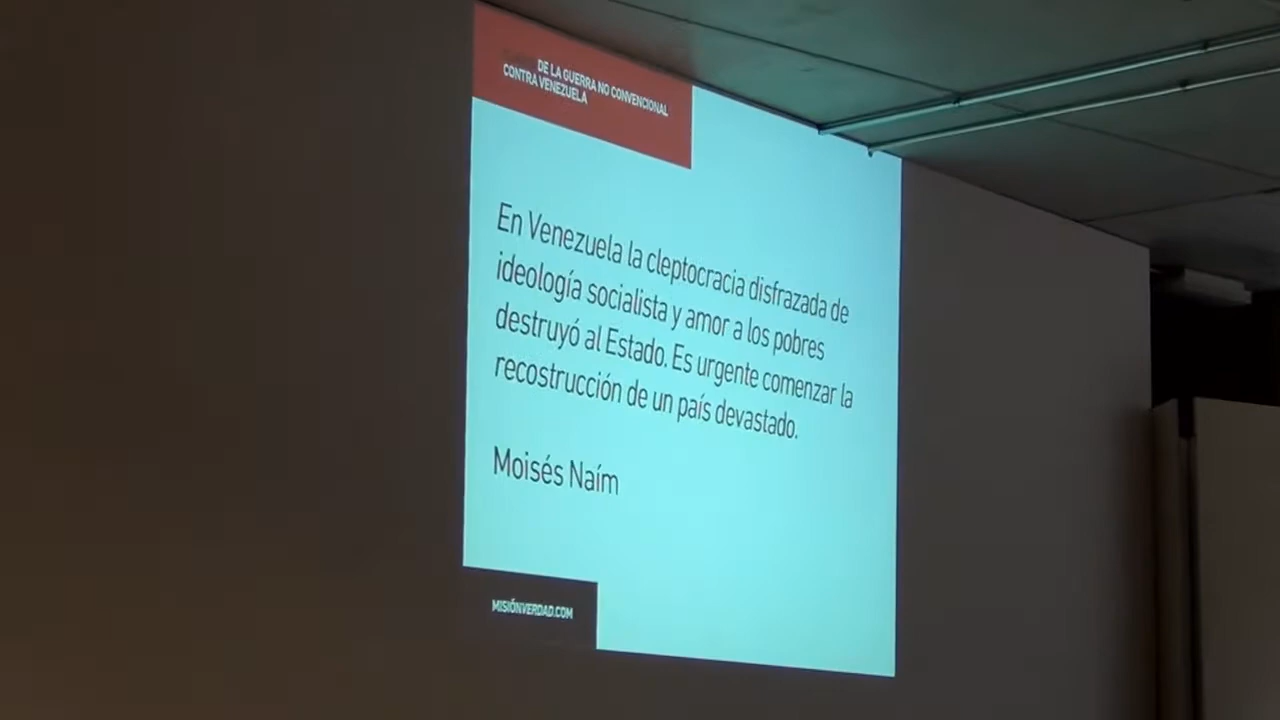 DE LA GUERRA NO CONVENCIONAL
CONTRA VENEZUELA
En Venezuela la cleptocracia disfrazada de
ideología socialista y amor a los pobres
destruyó al Estado. Es urgente comenzar la
recostrucción de un país devastado.
Moisés Naím
MISIÓNVERDAD.COM